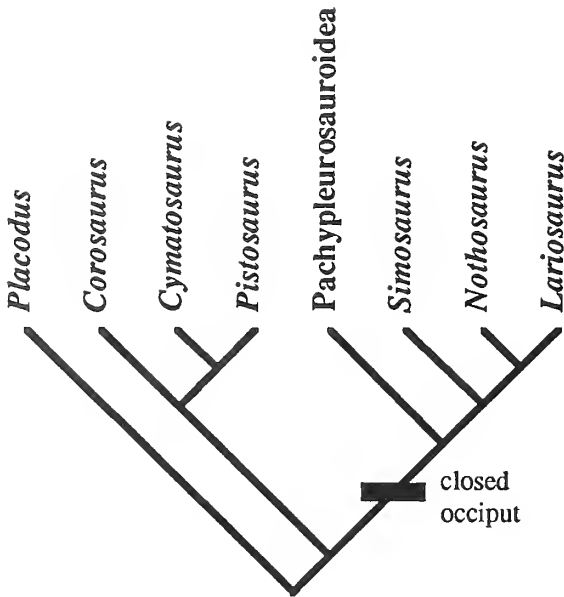 Placodus
Corosaurus
Cymatosaurus
Pistosaurus
Pachypleurosauroidea
Simosaurus
Nothosaurus
Lariosaurus
closed
occiput